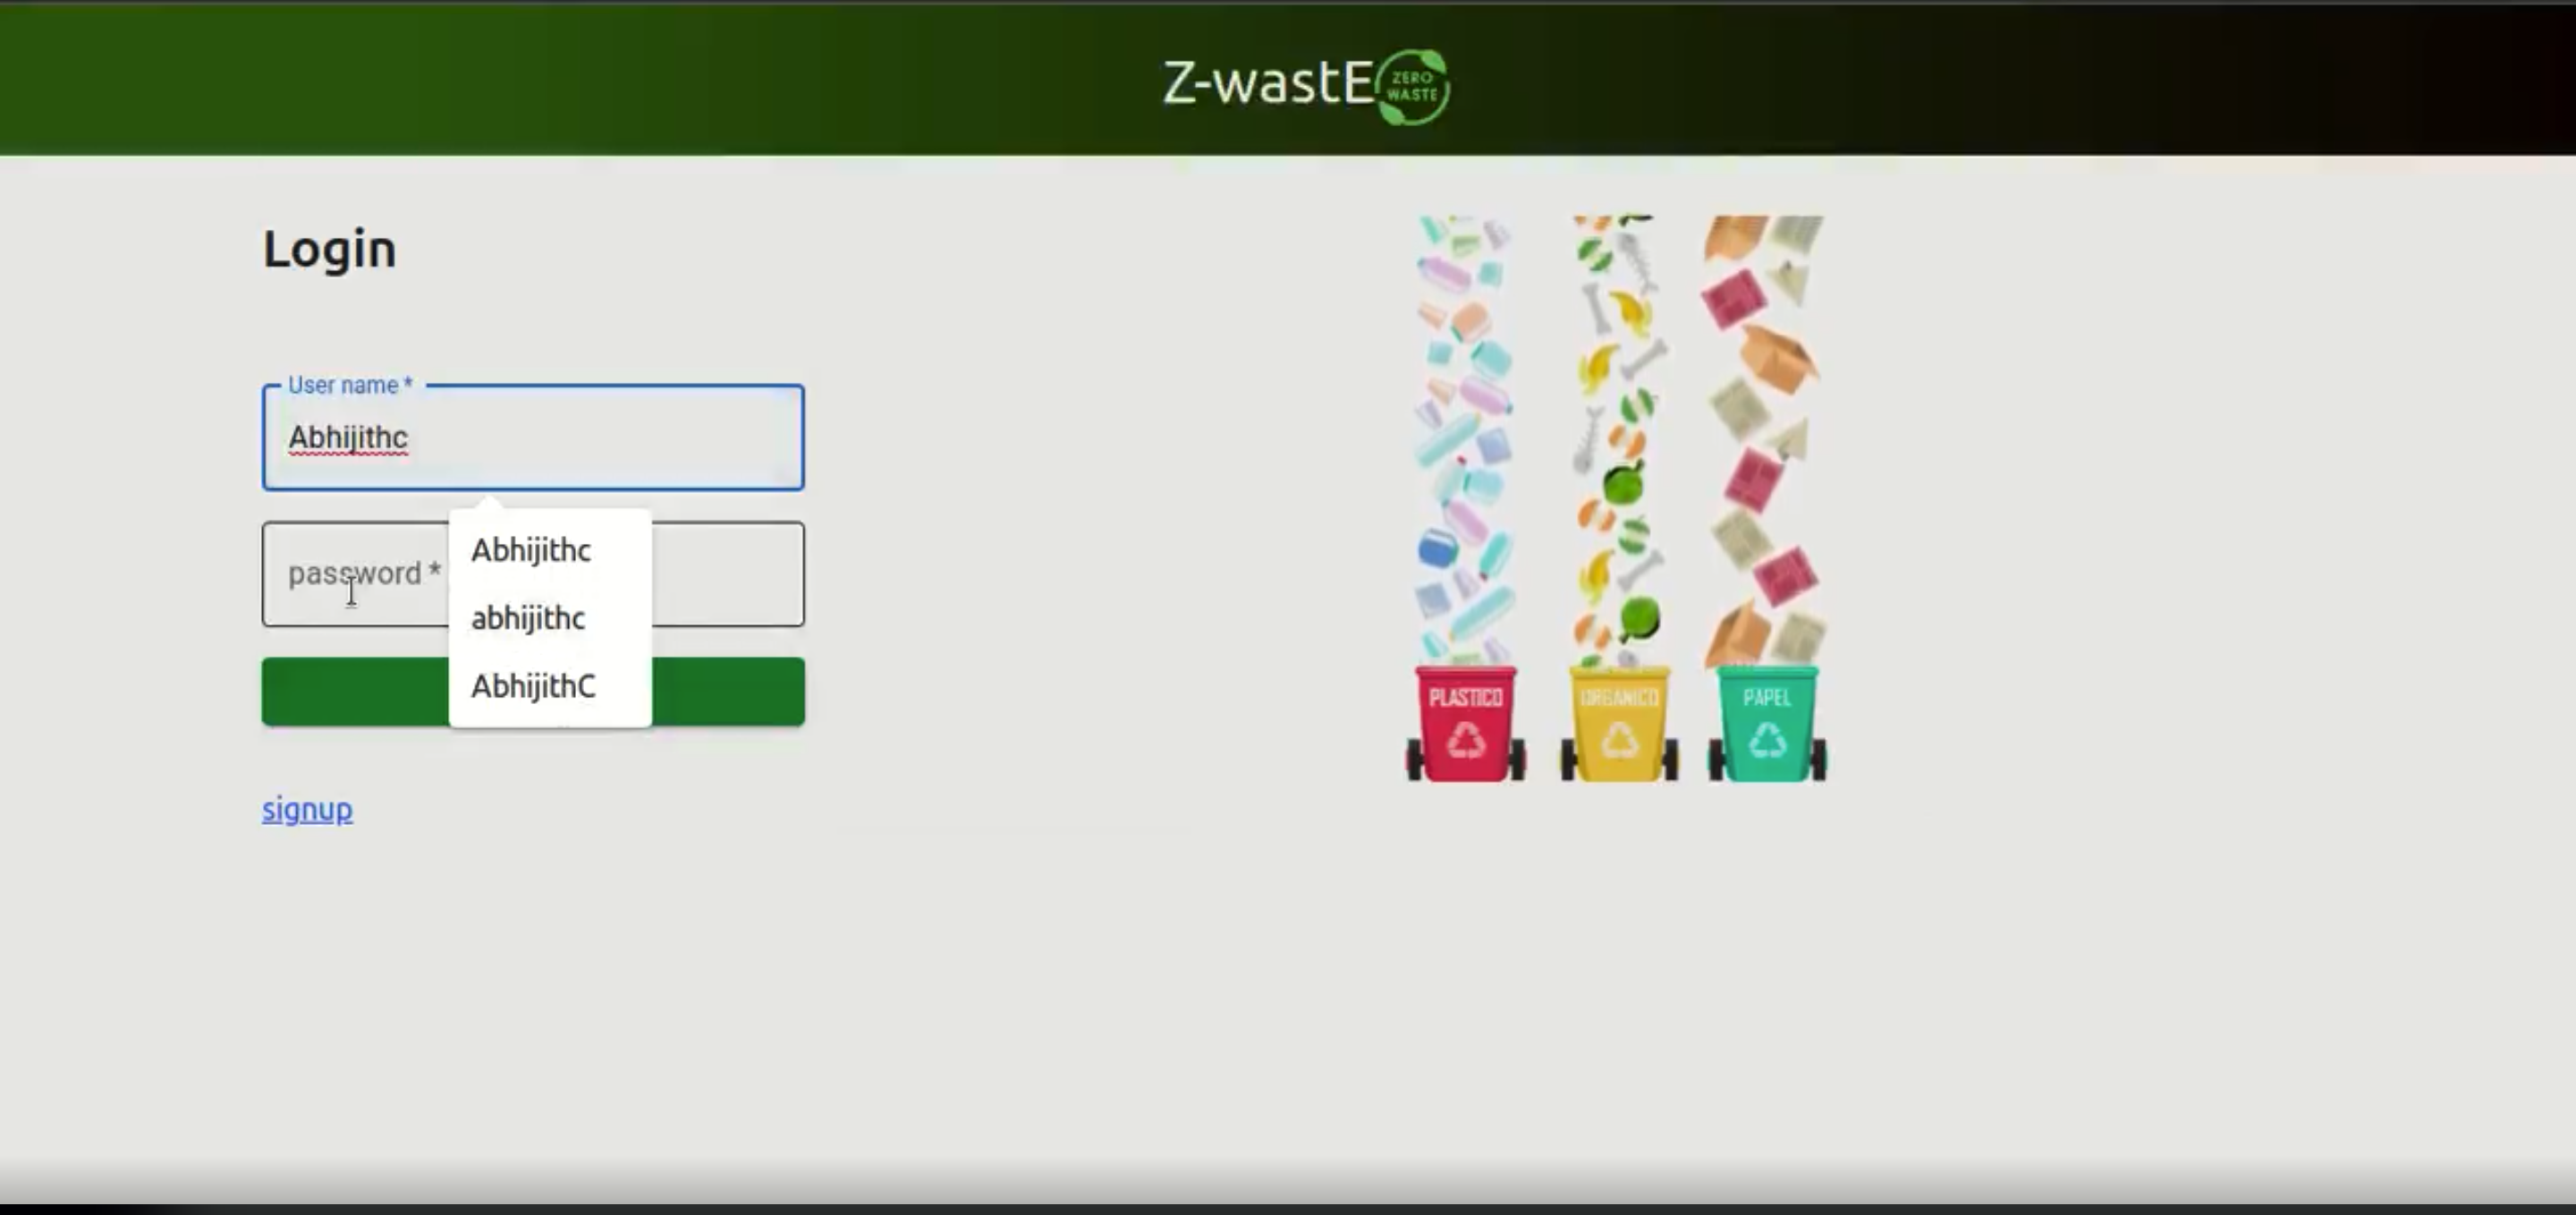 Z-wastE
ZERO
WASTE
Login
User name *
Abhijithc
password *
Abhijithc
abhijithc
AbhijithC
signup
PLASTICO
ORGANICO
PAPEL